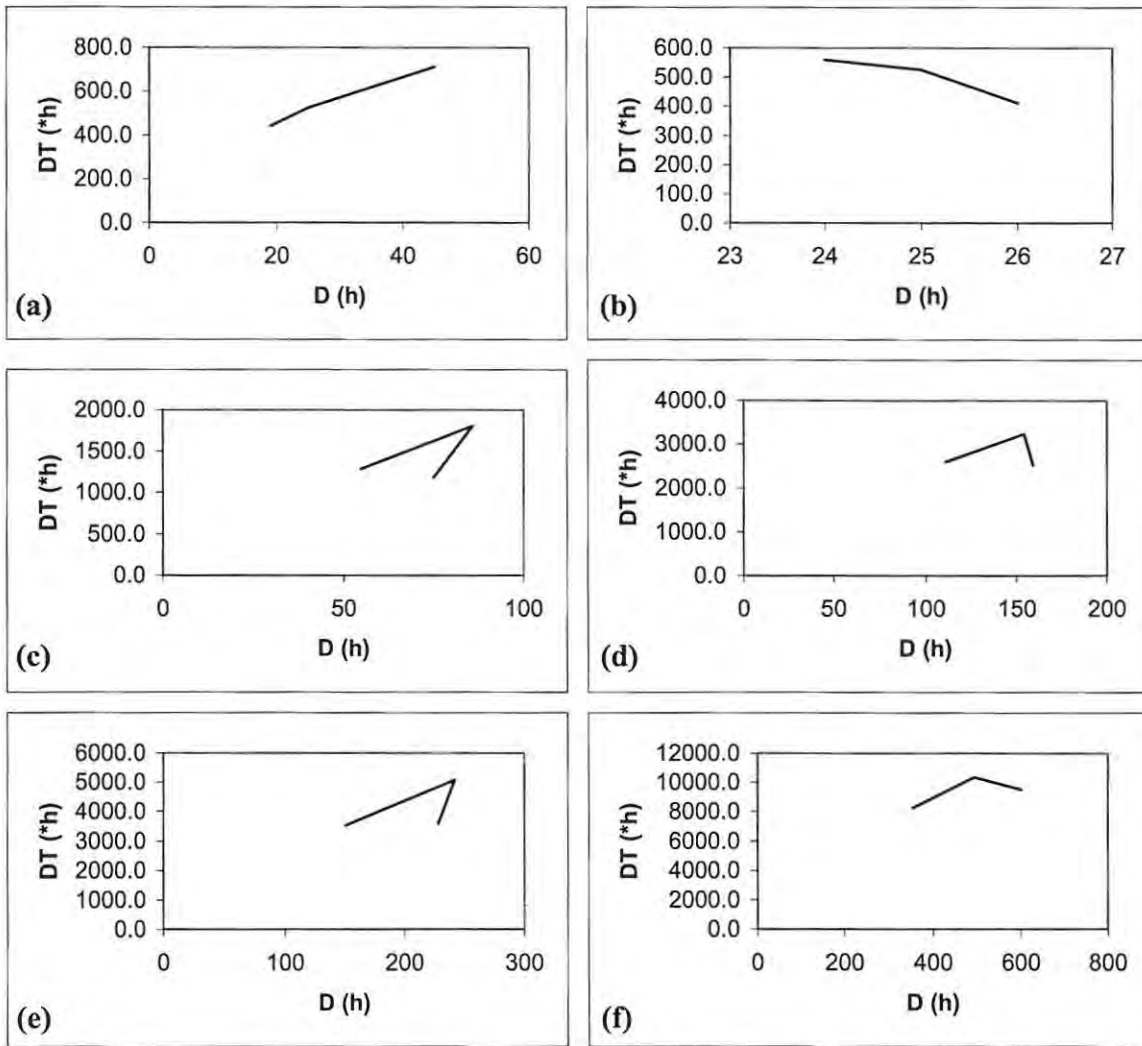 800.0
600.0
400.0
200.0
0.0
DT (*h)
0 20 40 60
D (h)
(a)
600.0
500.0
400.0
300.0
200.0
100.0
0.0
DT (*h)
23 24 25 26 27
D (h)
(b)
2000.0
1500.0
1000.0
500.0
0.0
DT (*h)
0 50 100
D (h)
(c)
4000.0
3000.0
2000.0
1000.0
0.0
DT (*h)
0 50 100 150 200
D (h)
(d)
6000.0
5000.0
4000.0
3000.0
2000.0
1000.0
0.0
DT (*h)
0 100 200 300
D (h)
(e)
12000.0
10000.0
8000.0
6000.0
4000.0
2000.0
0.0
DT (*h)
0 200 400 600 800
D (h)
(f)